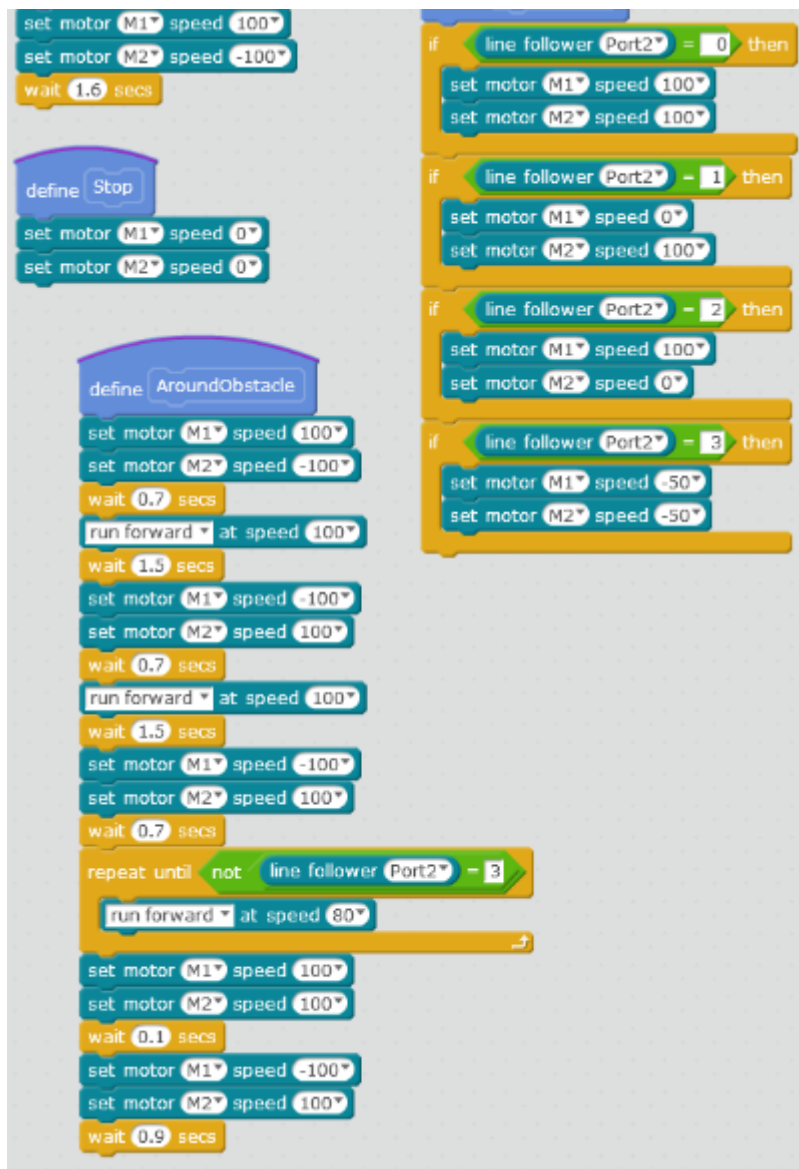 set motor M1 speed 100
set motor M2 speed -100
wait 1.6 secs
define Stop
set motor M1 speed 0
set motor M2 speed 0
define AroundObstacle
set motor M1 speed 100
set motor M2 speed -100
wait 0.7 secs
run forward at speed 100
wait 1.5 secs
set motor M1 speed -100
set motor M2 speed 100
wait 0.7 secs
run forward at speed 100
wait 1.5 secs
set motor M1 speed -100
set motor M2 speed 100
wait 0.7 secs
repeat until not line follower Port2 = 3
run forward at speed 80
set motor M1 speed 100
set motor M2 speed 100
wait 0.1 secs
set motor M1 speed -100
set motor M2 speed 100
wait 0.9 secs
if line follower Port2 = 0 then
set motor M1 speed 100
set motor M2 speed 100
if line follower Port2 = 1 then
set motor M1 speed 0
set motor M2 speed 100
if line follower Port2 = 2 then
set motor M1 speed 100
set motor M2 speed 0
if line follower Port2 = 3 then
set motor M1 speed -50
set motor M2 speed -50